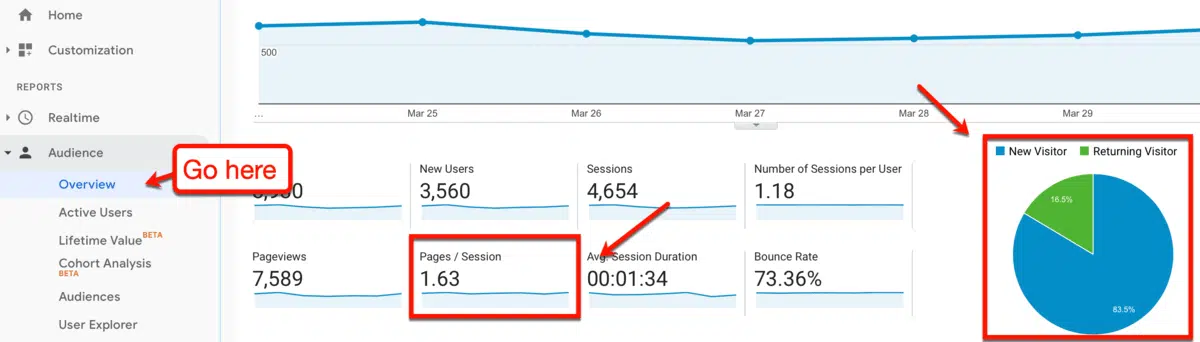 Home
Customization
REPORTS
Realtime
Audience
Overview
Active Users
Lifetime Value BETA
Cohort Analysis
BETA
Audiences
User Explorer
Go here
500
...
Mar 25
Mar 26
Mar 27
Mar 28
Mar 29
New Users
3,560
Sessions
4,654
Number of Sessions per User
1.18
Pageviews
7,589
Pages / Session
1.63
Avg. Session Duration
00:01:34
Bounce Rate
73.36%
New Visitor
Returning Visitor
16.5%
83.5%